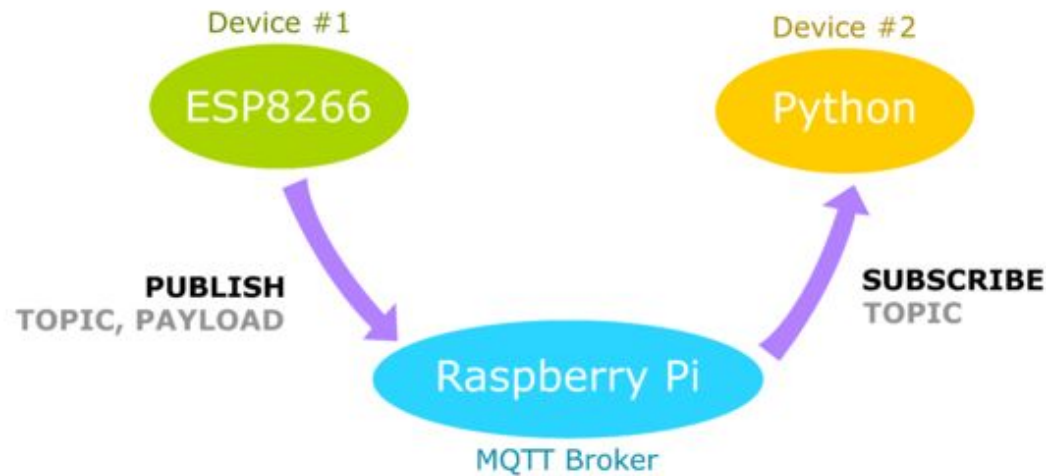 Device #1
ESP8266
Device #2
Python
PUBLISH
TOPIC, PAYLOAD
SUBSCRIBE
TOPIC
Raspberry Pi
MQTT Broker